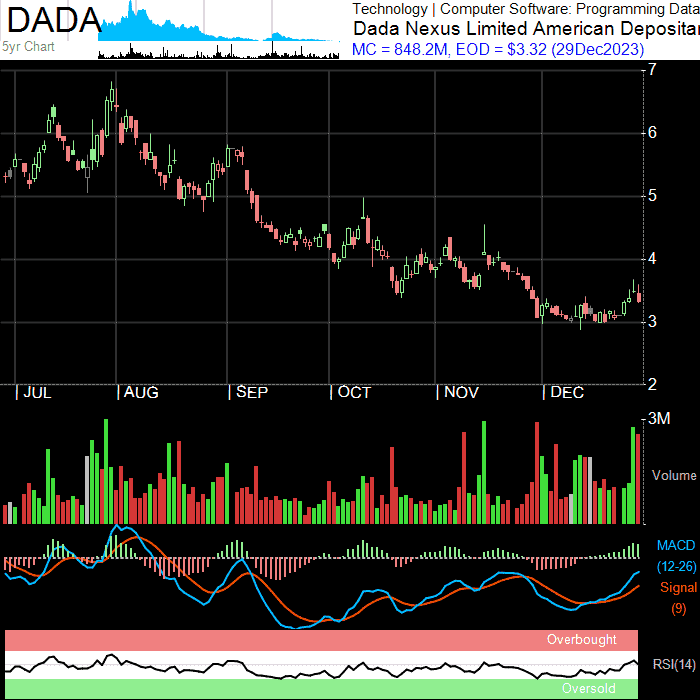 DADA
5yr Chart
Technology | Computer Software: Programming Data
Dada Nexus Limited American Depositar
MC = 848.2M, EOD = $3.32 (29Dec2023)
7
6
5
4
3
2
JUL AUG SEP OCT NOV DEC
3M
Volume
MACD
(12-26)
Signal
(9)
Overbought
RSI(14)
Oversold